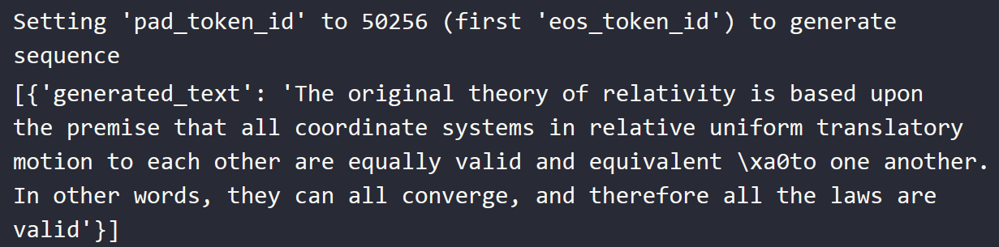 Setting 'pad_token_id' to 50256 (first 'eos_token_id') to generate
sequence
[{'generated_text': 'The original theory of relativity is based upon
the premise that all coordinate systems in relative uniform translatory
motion to each other are equally valid and equivalent \xa0to one another.
In other words, they can all converge, and therefore all the laws are
valid'}]